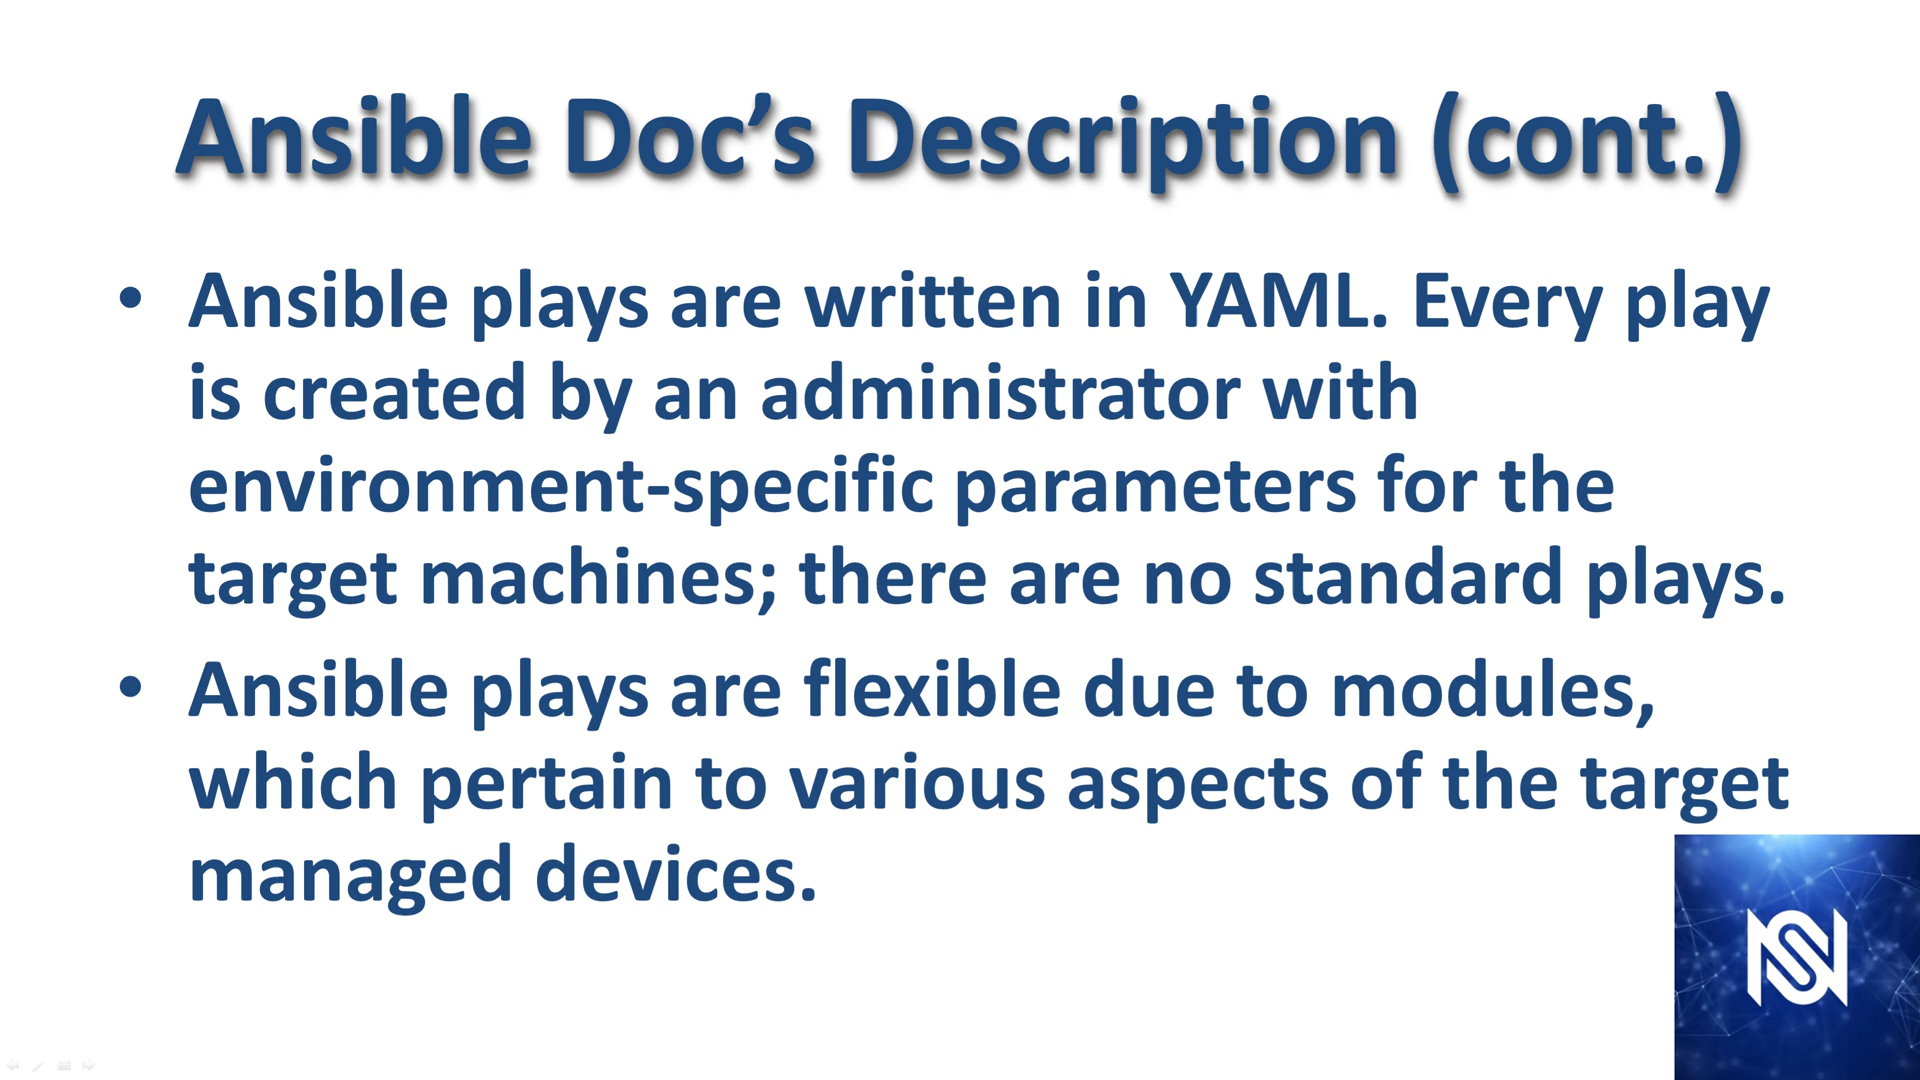 Ansible Doc’s Description (cont.)
• Ansible plays are written in YAML. Every play
is created by an administrator with
environment-specific parameters for the
target machines; there are no standard plays.
• Ansible plays are flexible due to modules,
which pertain to various aspects of the target
managed devices.